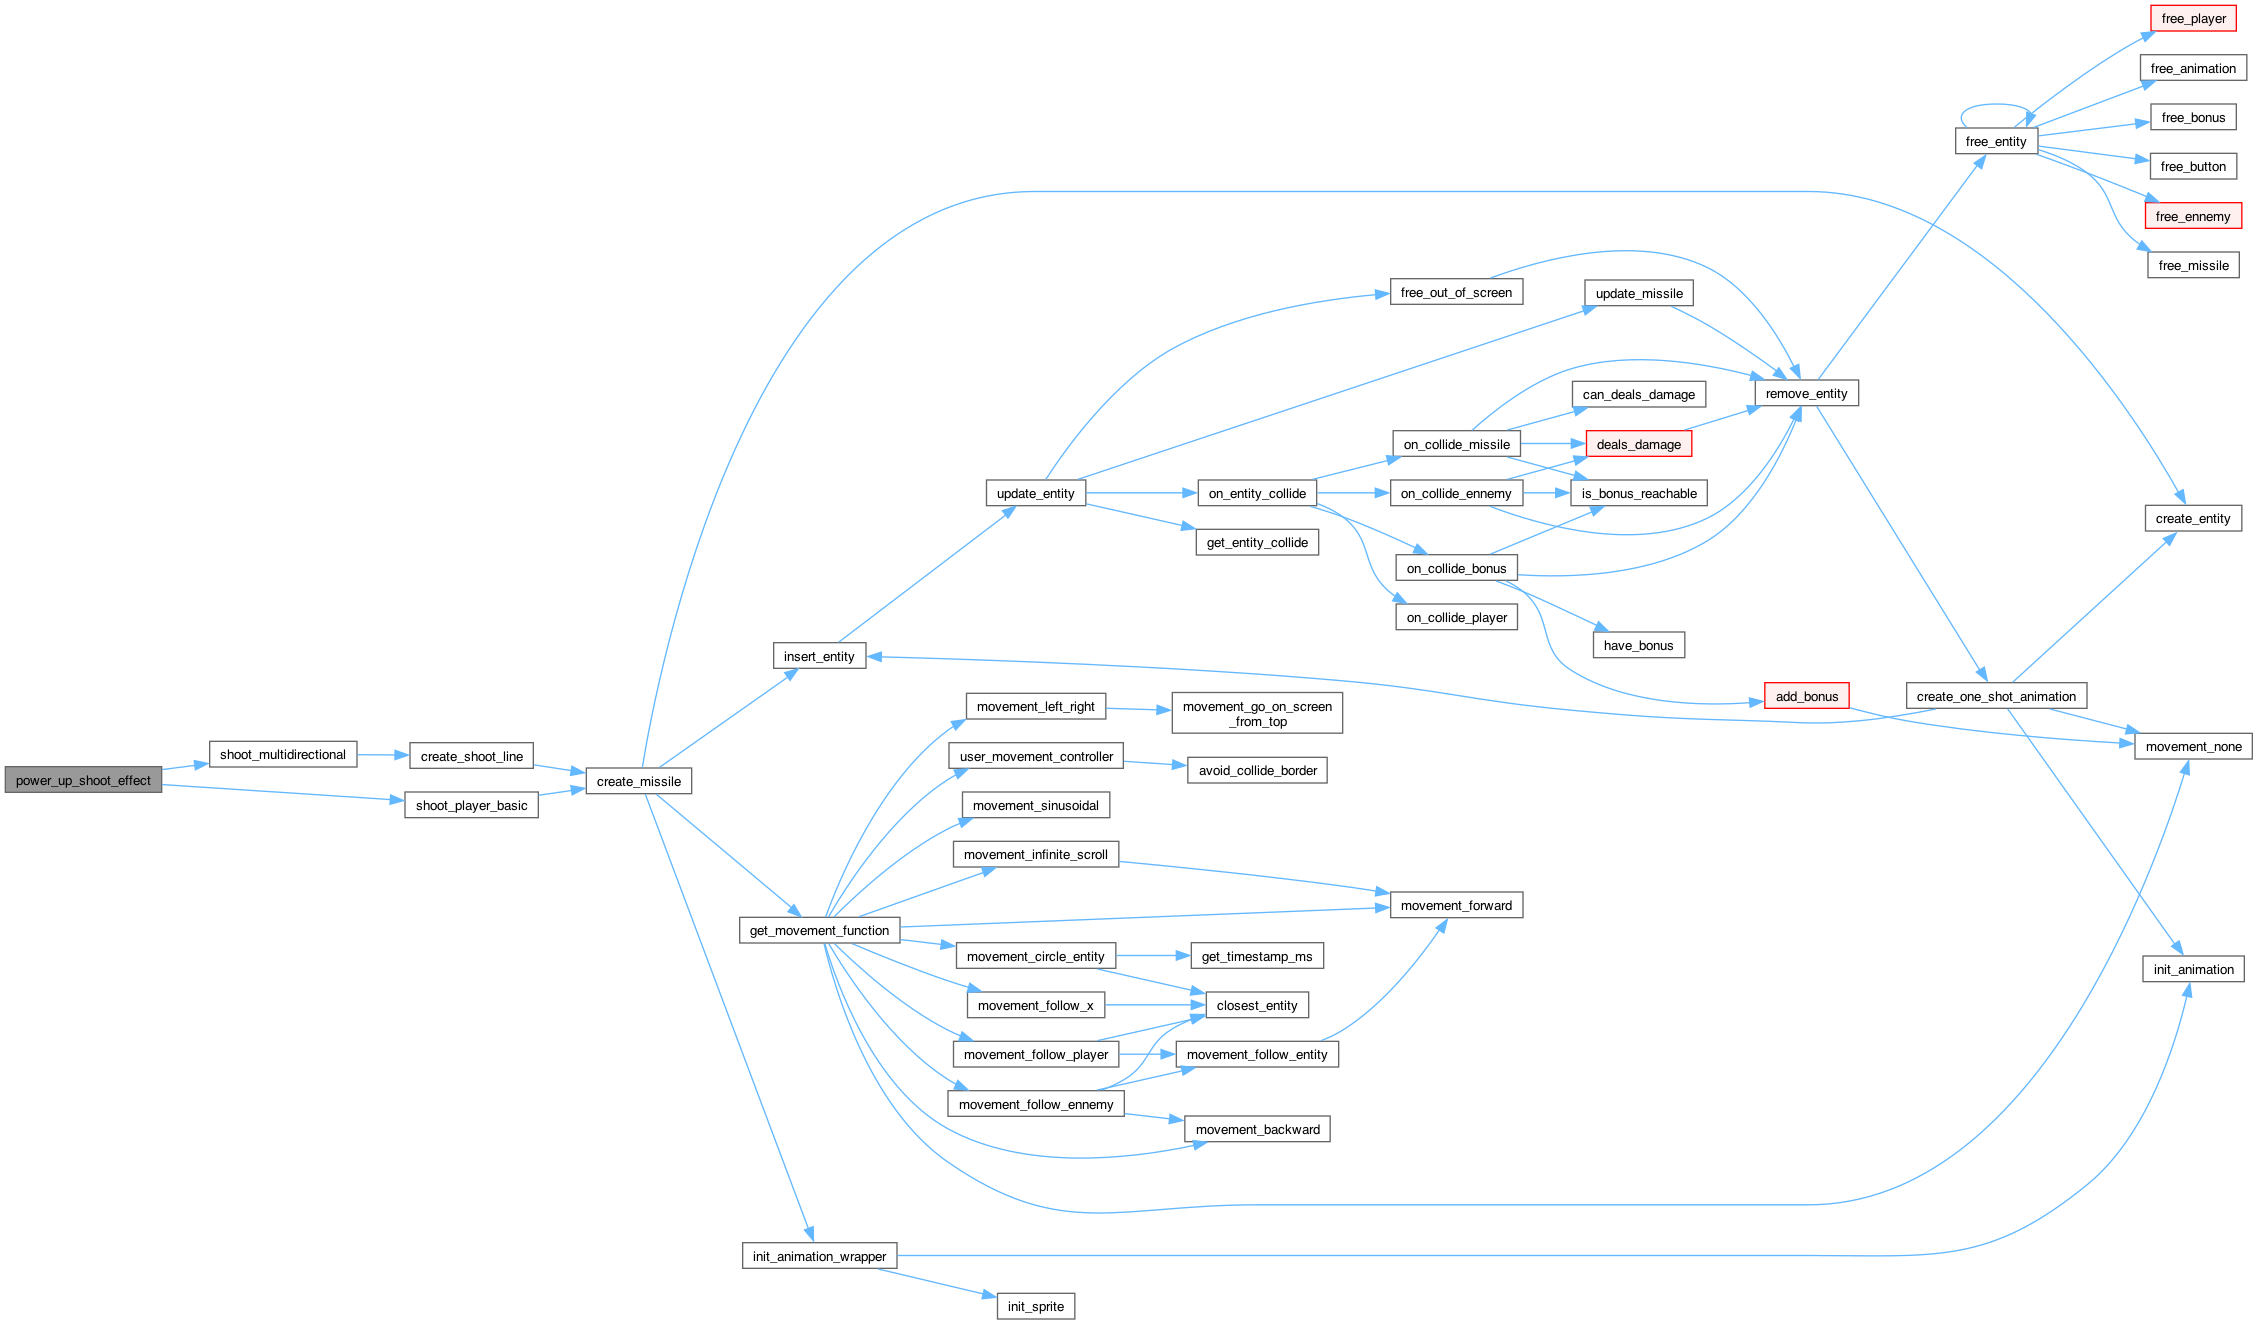 free_player
free_animation
free_bonus
free_entity
free_button
free_ennemy
free_missile
free_out_of_screen
update_missile
can_deals_damage
remove_entity
on_collide_missile
deals_damage
update_entity
on_entity_collide
on_collide_ennemy
is_bonus_reachable
create_entity
get_entity_collide
on_collide_bonus
on_collide_player
have_bonus
insert_entity
add_bonus
create_one_shot_animation
movement_left_right
movement_go_on_screen
_from_top
movement_none
shoot_multidirectional
create_shoot_line
user_movement_controller
avoid_collide_border
power_up_shoot_effect
create_missile
shoot_player_basic
movement_sinusoidal
movement_infinite_scroll
movement_forward
get_movement_function
movement_circle_entity
get_timestamp_ms
init_animation
movement_follow_x
closest_entity
movement_follow_player
movement_follow_entity
movement_follow_ennemy
movement_backward
init_animation_wrapper
init_sprite